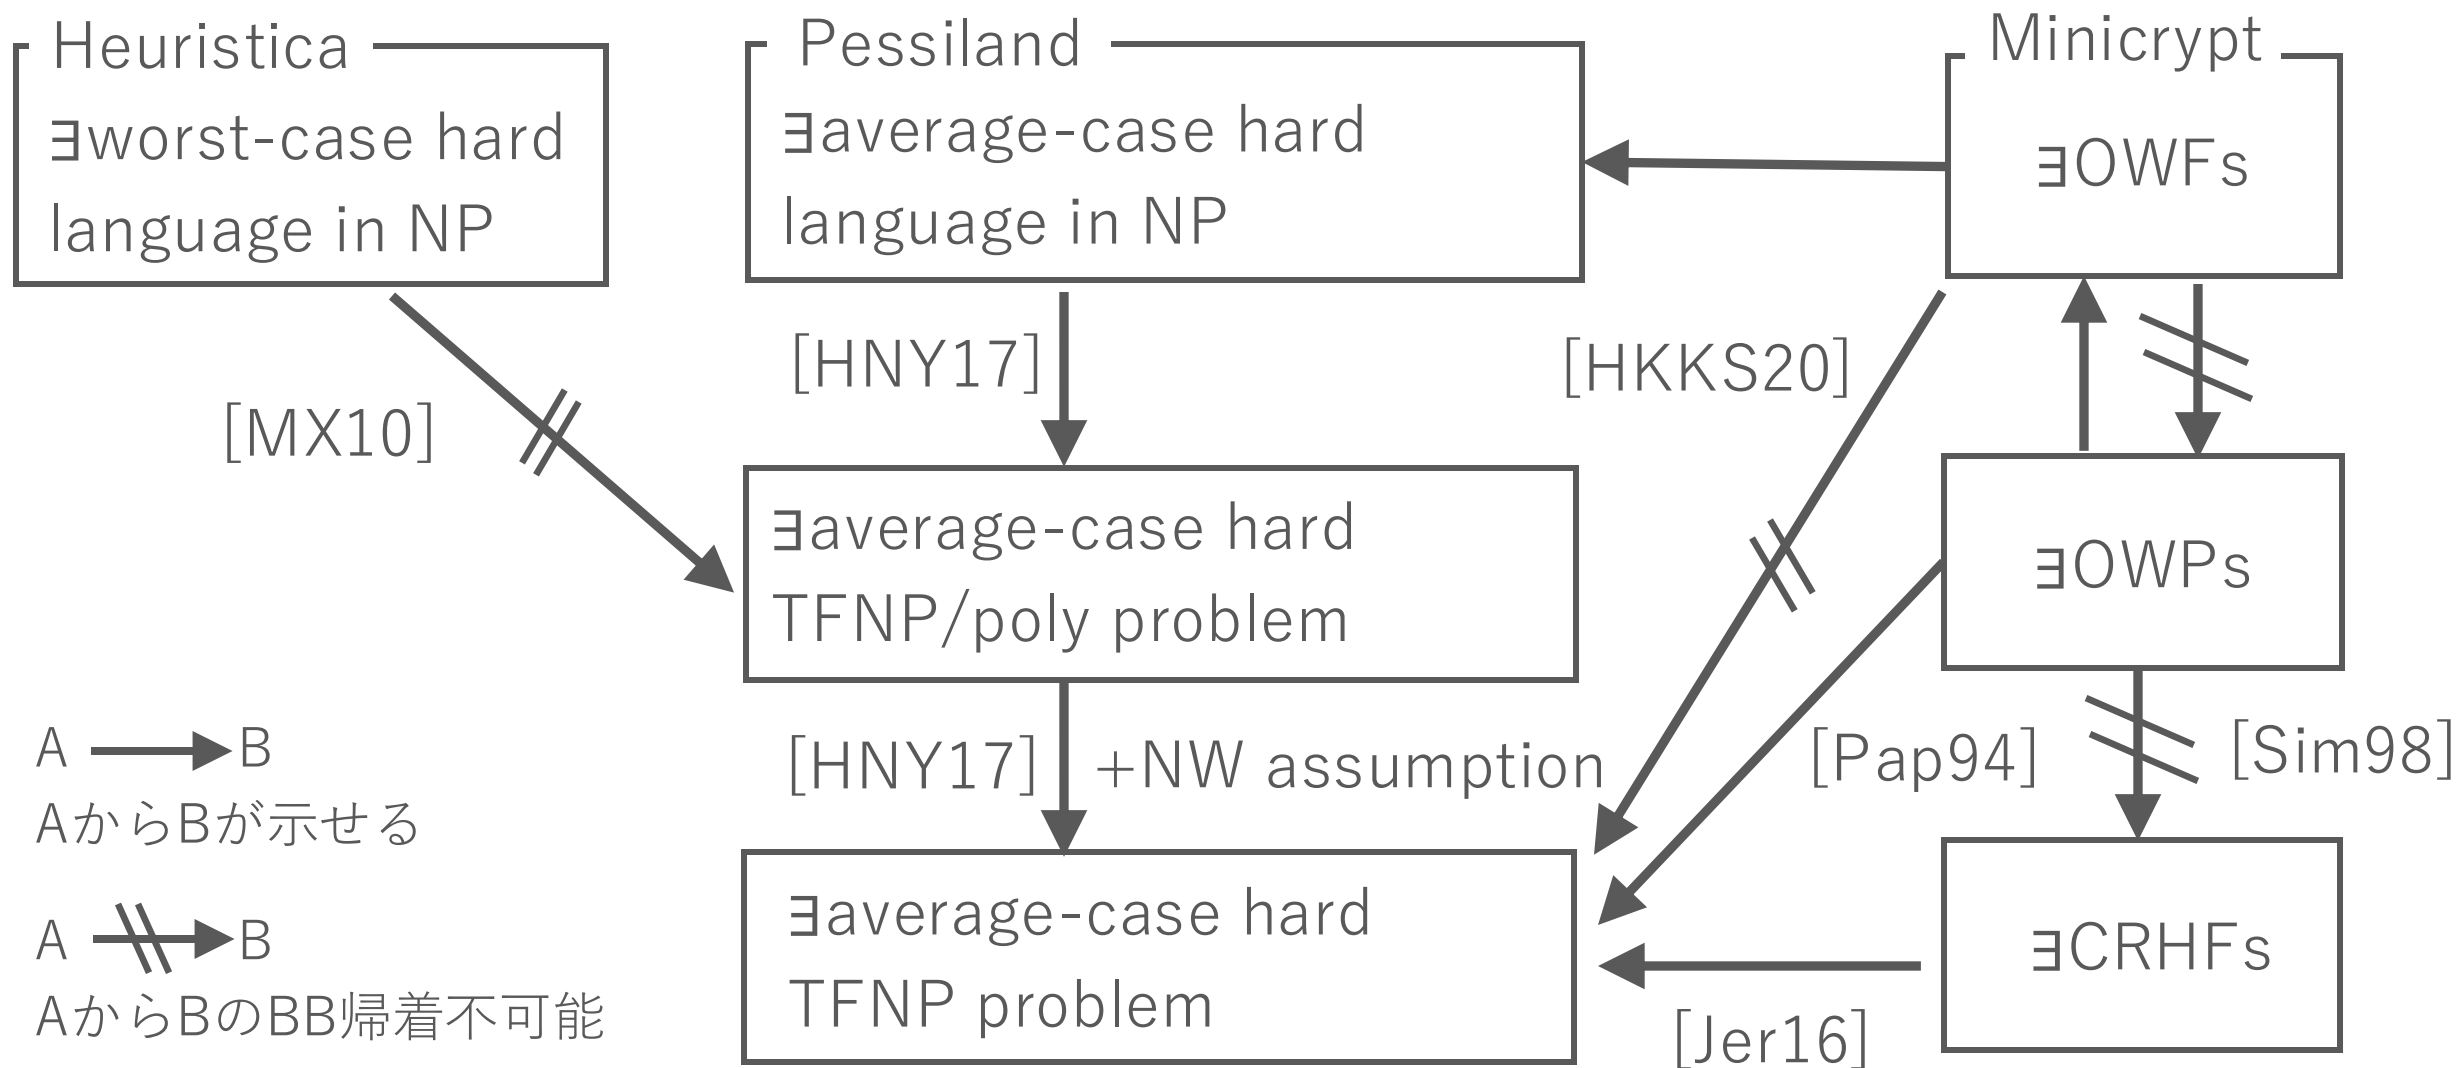 Heuristica
∃worst-case hard
language in NP
Pessiland
∃average-case hard
language in NP
Minicrypt
∃OWFs
[MX10]
[HNY17]
[HKKS20]
∃average-case hard
TFNP/poly problem
∃OWPs
[HNY17] +NW assumption
[Pap94]
[Sim98]
∃average-case hard
TFNP problem
∃CRHFs
[Jer16]
A B
AからBが示せる
A B
AからBのBB帰着不可能